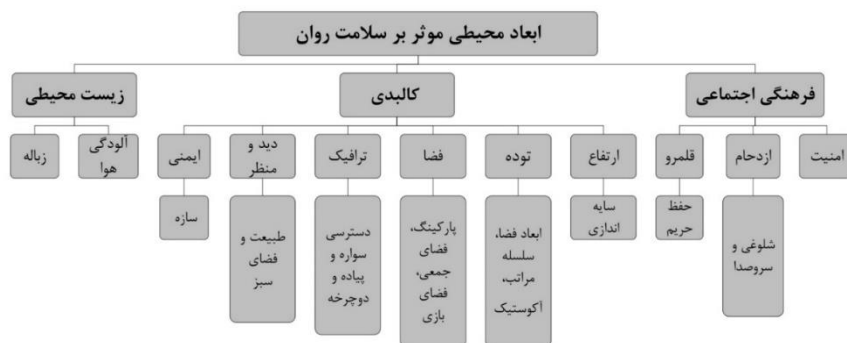 ابعاد محیطی موثر بر سلامت روان
فرهنگی اجتماعی
کالبدی
زیست محیطی
امنیت
ازدحام
قلمرو
ارتفاع
توده
فضا
ترافیک
دید و
منظر
ایمنی
آلودگی
هوا
زباله
شلوغی و
سروصدا
حفظ
حریم
سایه
اندازی
ابعاد فضا،
سلسله
مراتب،
آکوستیک
پارکینگ،
فضای
جمعی،
فضای
بازی
دسترسی
سواره و
پیاده و
دوچرخه
طبیعت و
فضای
سبز
سازه